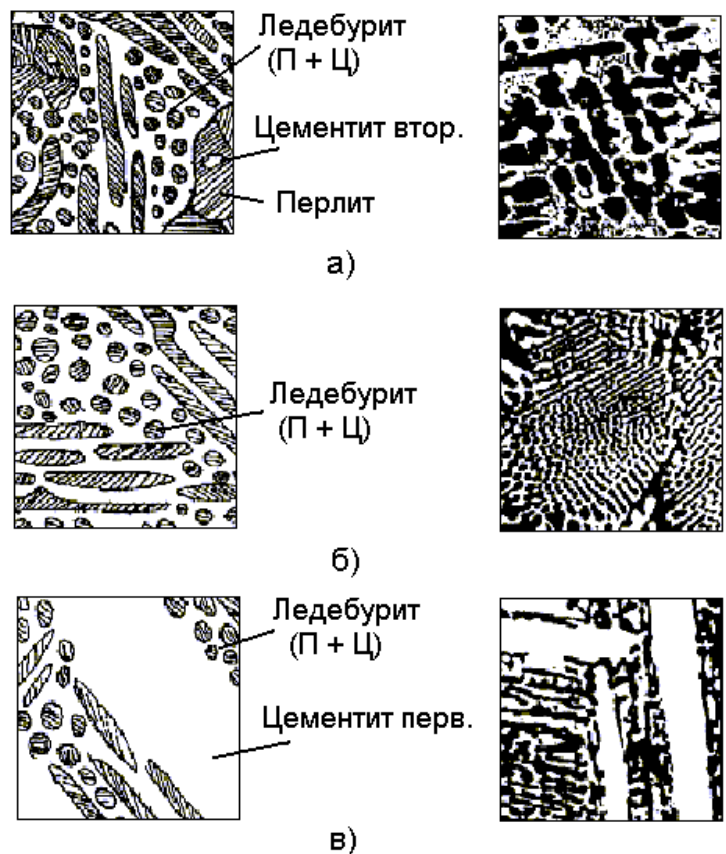 Ледебурит
(П + Ц)
Цементит втор.
Перлит
а)
Ледебурит
(П + Ц)
б)
Ледебурит
(П + Ц)
Цементит перв.
в)